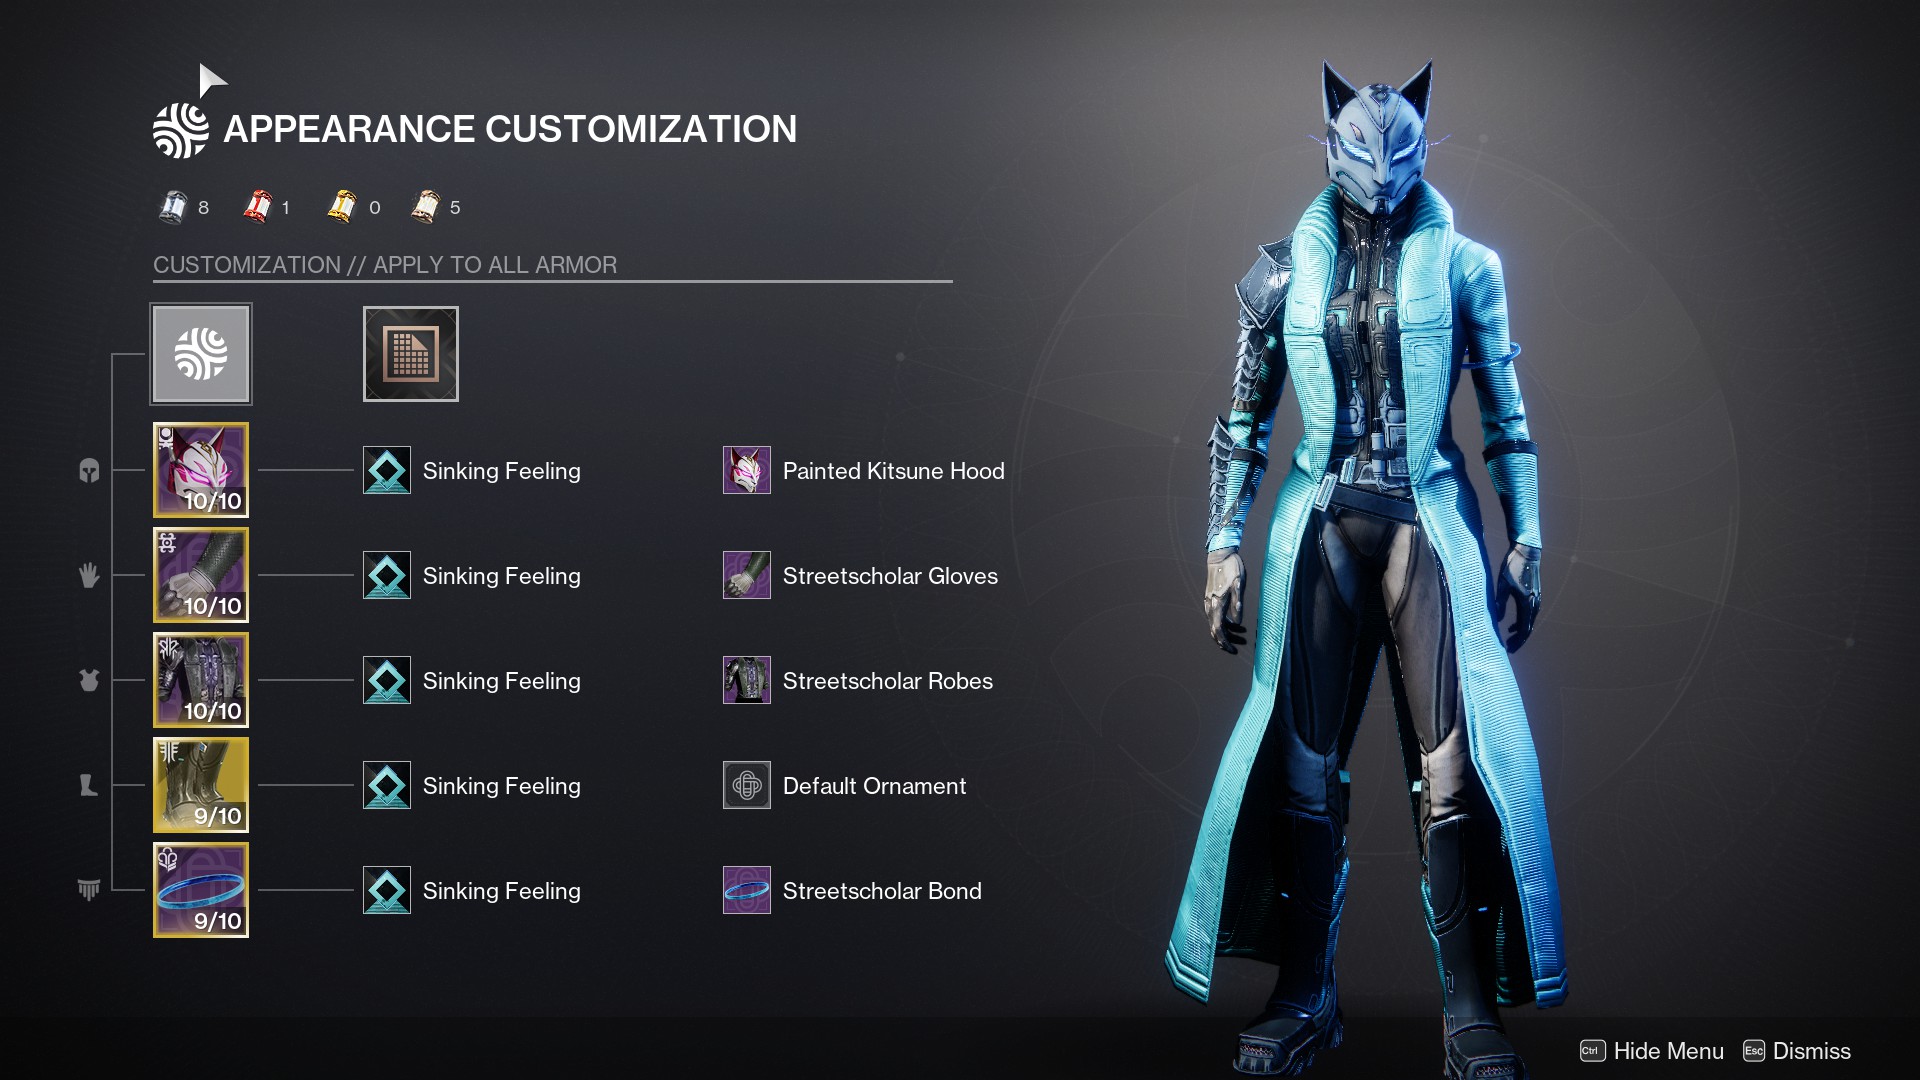 APPEARANCE CUSTOMIZATION
8 1 0 5
CUSTOMIZATION // APPLY TO ALL ARMOR
10/10 Sinking Feeling Painted Kitsune Hood
10/10 Sinking Feeling Streetscholar Gloves
10/10 Sinking Feeling Streetscholar Robes
9/10 Sinking Feeling Default Ornament
9/10 Sinking Feeling Streetscholar Bond
Ctrl Hide Menu Esc Dismiss